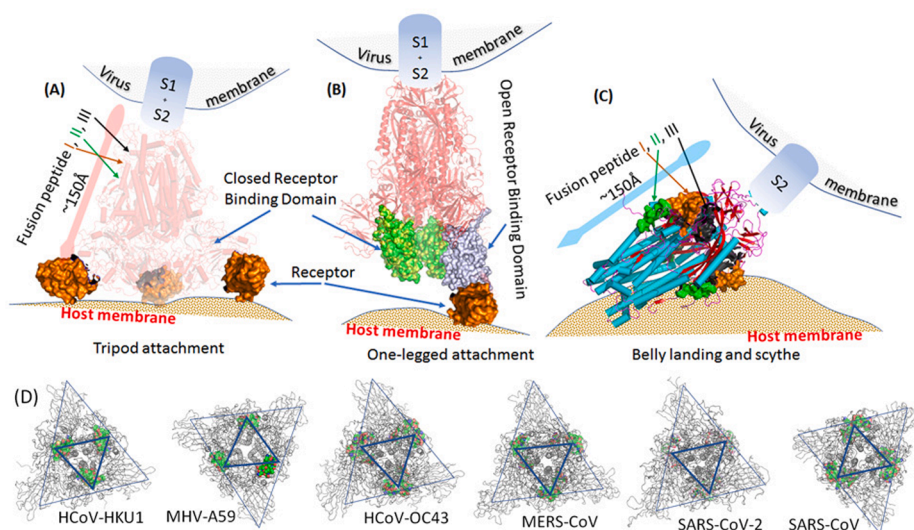 (A)
Virus
S1
.
S2
membrane
Fusion peptide I, II, III
~150Å
Closed Receptor
Binding Domain
Receptor
Host membrane
Tripod attachment
(B)
Virus
S1
.
S2
membrane
Open Receptor Binding Domain
Host membrane
One-legged attachment
(C)
Virus
S2
membrane
Fusion peptide I, II, III
~150Å
Host membrane
Belly landing and scythe
(D)
HCoV-HKU1
MHV-A59
HCoV-OC43
MERS-CoV
SARS-CoV-2
SARS-CoV